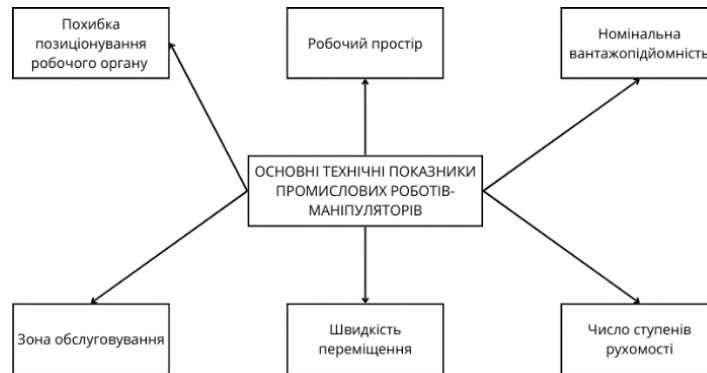 Похибка
позиціонування
робочого органу
Робочий простір
Номінальна
вантажопідйомність
ОСНОВНІ ТЕХНІЧНІ ПОКАЗНИКИ
ПРОМИСЛОВИХ РОБОТІВ-
МАНІПУЛЯТОРІВ
Зона обслуговування
Швидкість
переміщення
Число ступенів
рухомості